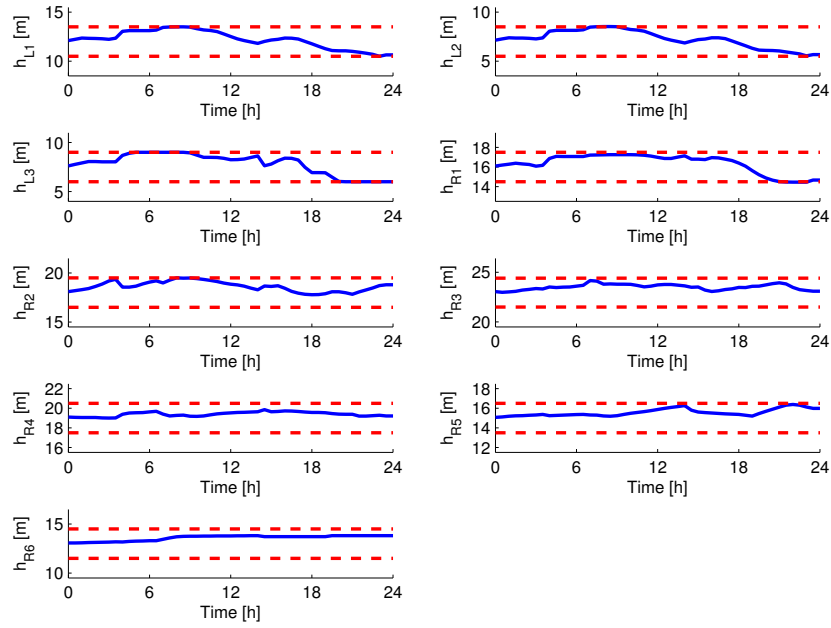 15
10
h_L1 [m]
0 6 12 18 24
Time [h]
10
5
h_L2 [m]
0 6 12 18 24
Time [h]
10
5
h_L3 [m]
0 6 12 18 24
Time [h]
18
16
14
h_R1 [m]
0 6 12 18 24
Time [h]
20
15
h_R2 [m]
0 6 12 18 24
Time [h]
25
20
h_R3 [m]
0 6 12 18 24
Time [h]
22
20
18
16
h_R4 [m]
0 6 12 18 24
Time [h]
18
16
14
12
h_R5 [m]
0 6 12 18 24
Time [h]
15
10
h_R6 [m]
0 6 12 18 24
Time [h]